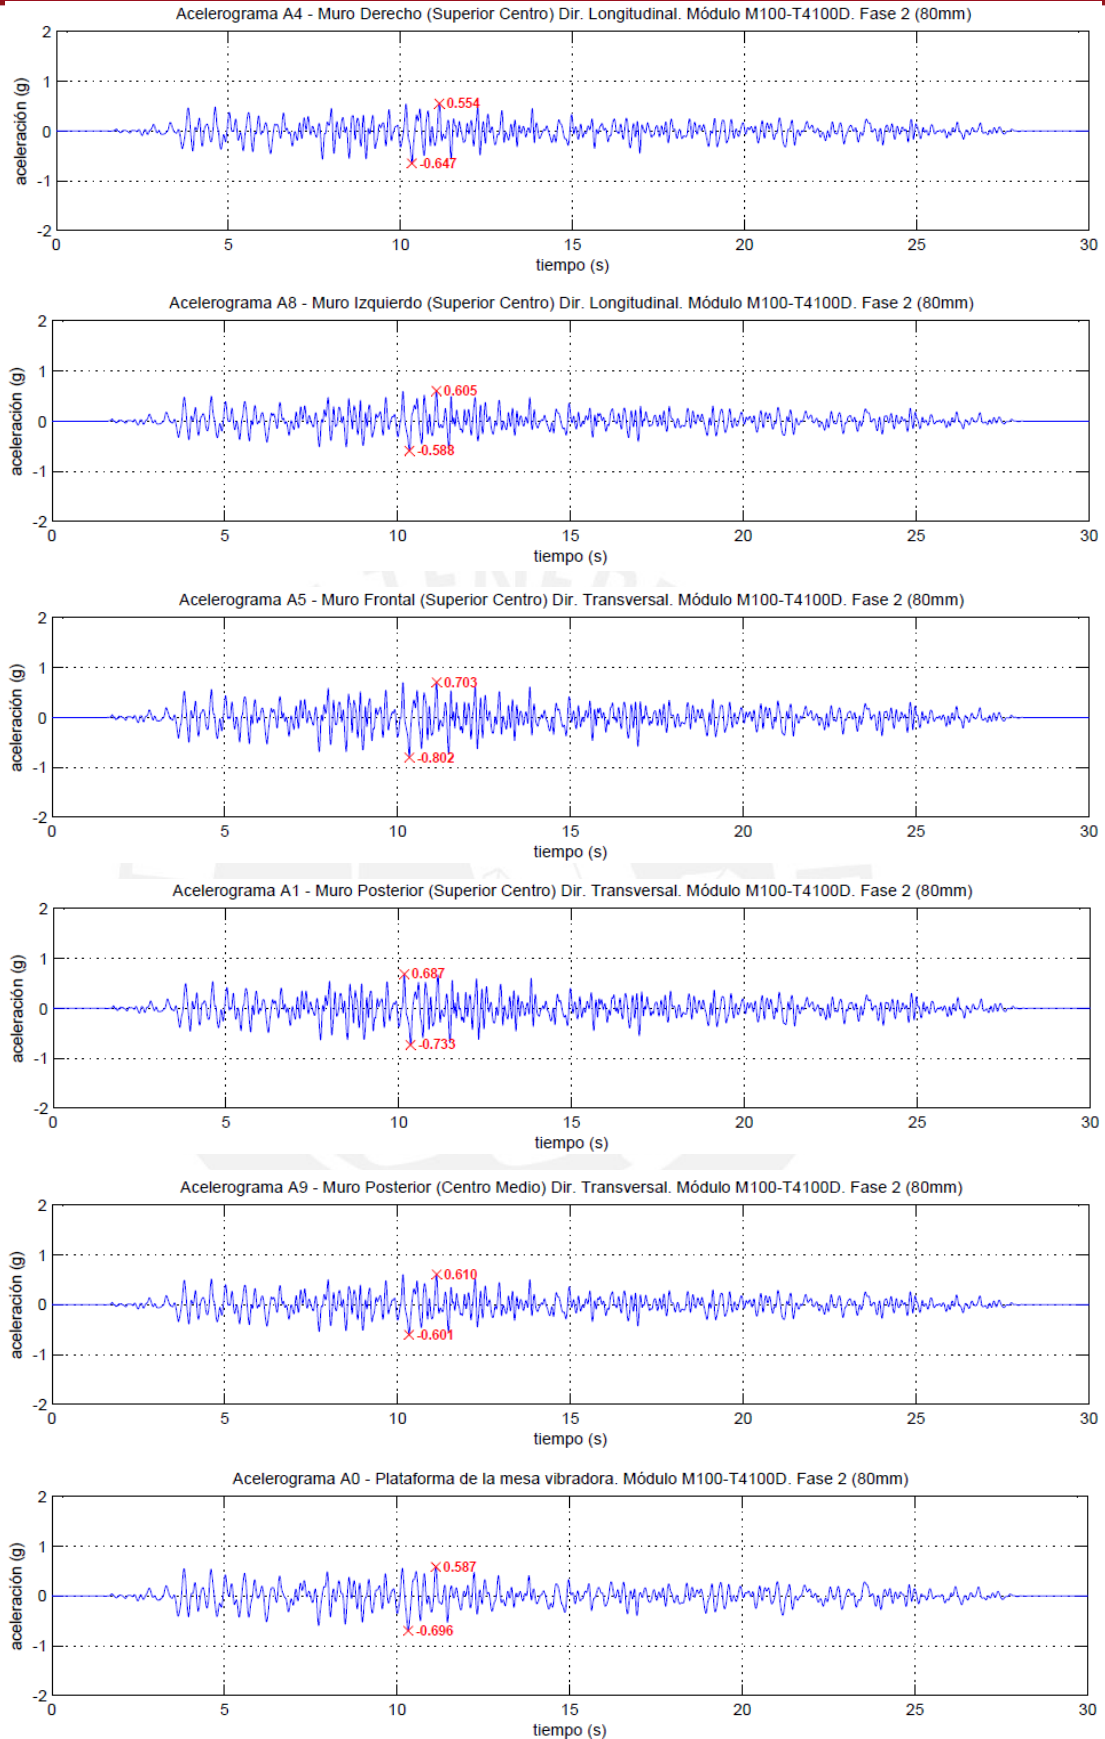 Acelerograma A4 - Muro Derecho (Superior Centro) Dir. Longitudinal. Módulo M100-T4100D. Fase 2 (80mm)
2
1
0
-1
-2
aceleración (g)
0.554
-0.647
0 5 10 15 20 25 30
tiempo (s)
Acelerograma A8 - Muro Izquierdo (Superior Centro) Dir. Longitudinal. Módulo M100-T4100D. Fase 2 (80mm)
2
1
0
-1
-2
aceleración (g)
0.605
-0.588
0 5 10 15 20 25 30
tiempo (s)
Acelerograma A5 - Muro Frontal (Superior Centro) Dir. Transversal. Módulo M100-T4100D. Fase 2 (80mm)
2
1
0
-1
-2
aceleración (g)
0.703
-0.802
0 5 10 15 20 25 30
tiempo (s)
Acelerograma A1 - Muro Posterior (Superior Centro) Dir. Transversal. Módulo M100-T4100D. Fase 2 (80mm)
2
1
0
-1
-2
aceleración (g)
0.687
-0.733
0 5 10 15 20 25 30
tiempo (s)
Acelerograma A9 - Muro Posterior (Centro Medio) Dir. Transversal. Módulo M100-T4100D. Fase 2 (80mm)
2
1
0
-1
-2
aceleración (g)
0.610
-0.601
0 5 10 15 20 25 30
tiempo (s)
Acelerograma A0 - Plataforma de la mesa vibradora. Módulo M100-T4100D. Fase 2 (80mm)
2
1
0
-1
-2
aceleración (g)
0.587
-0.696
0 5 10 15 20 25 30
tiempo (s)